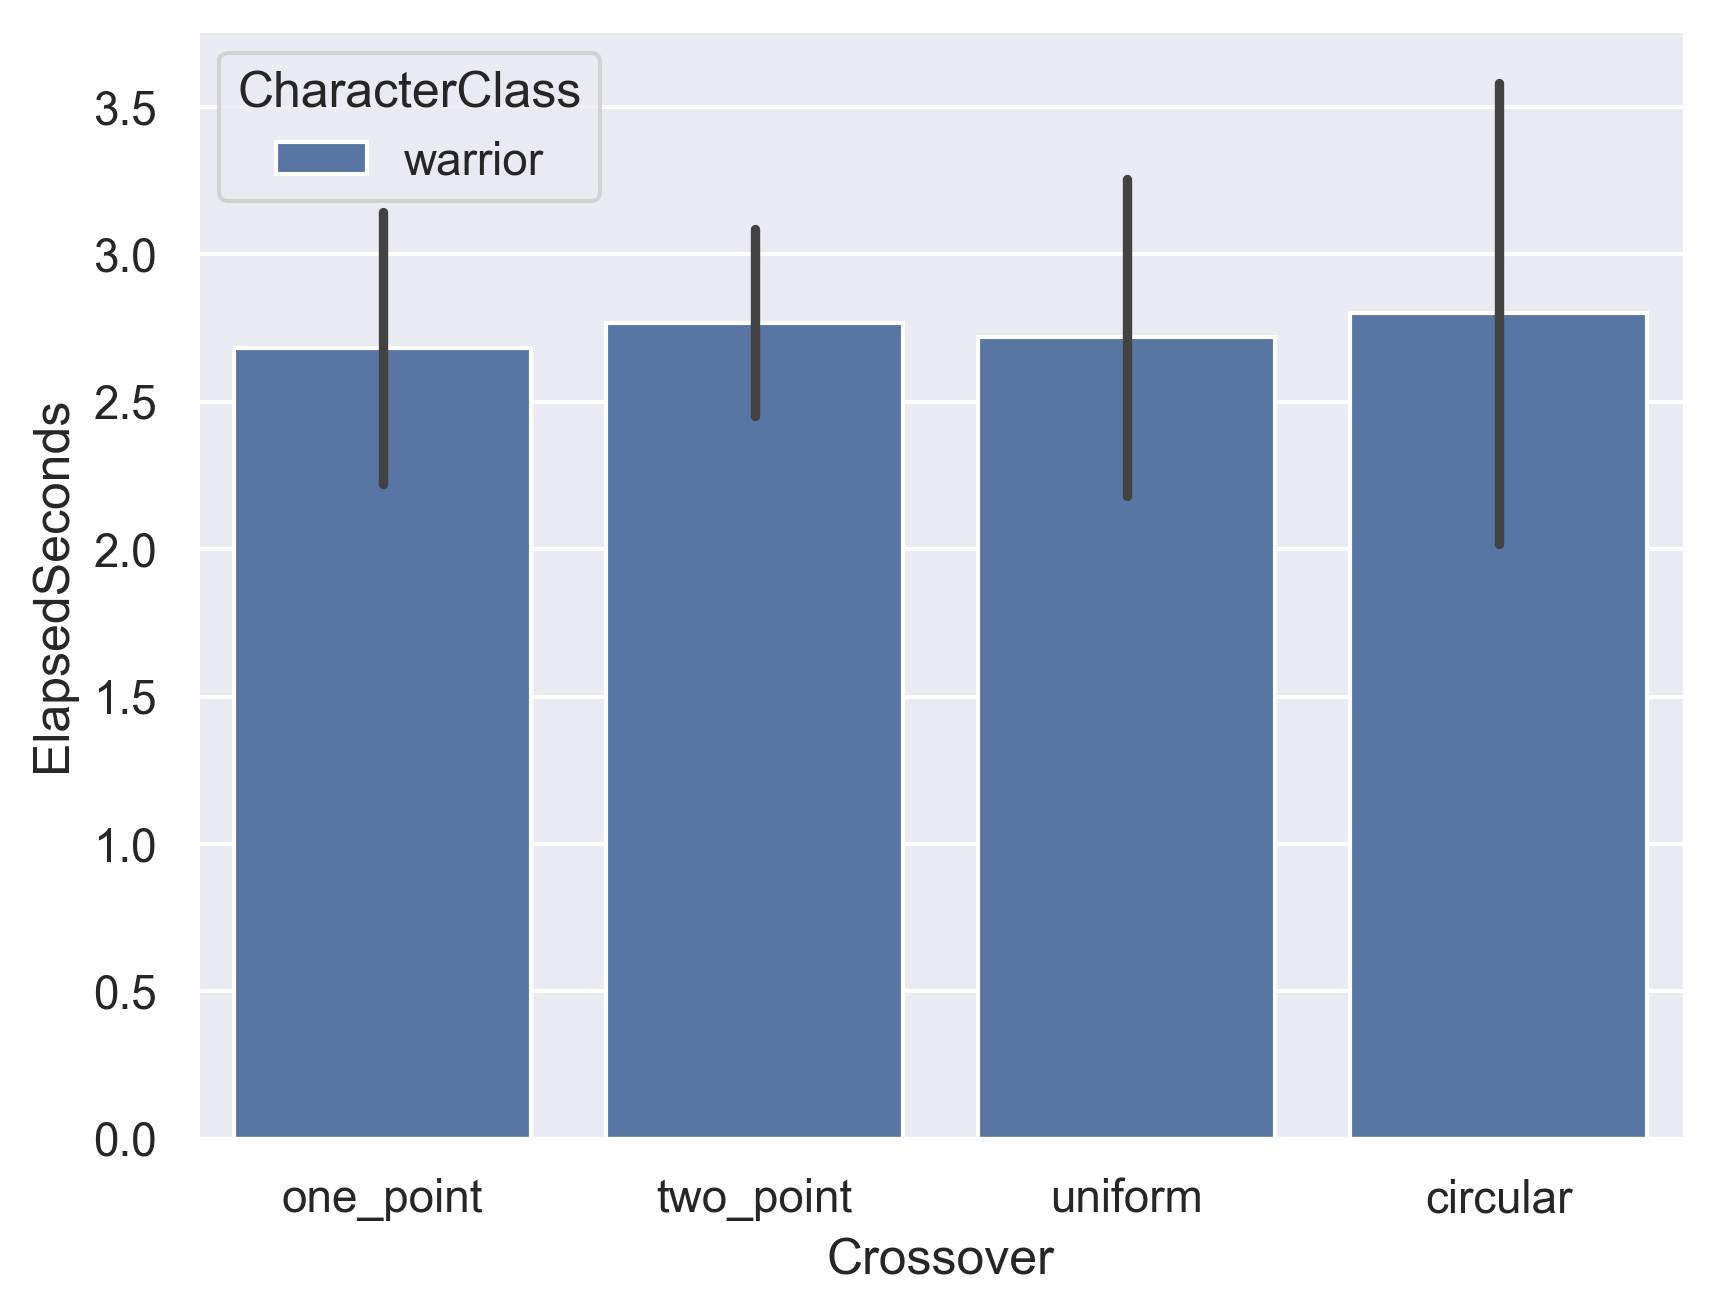 CharacterClass
warrior
3.5
3.0
2.5
2.0
1.5
1.0
0.5
0.0
ElapsedSeconds
one_point two_point uniform circular
Crossover